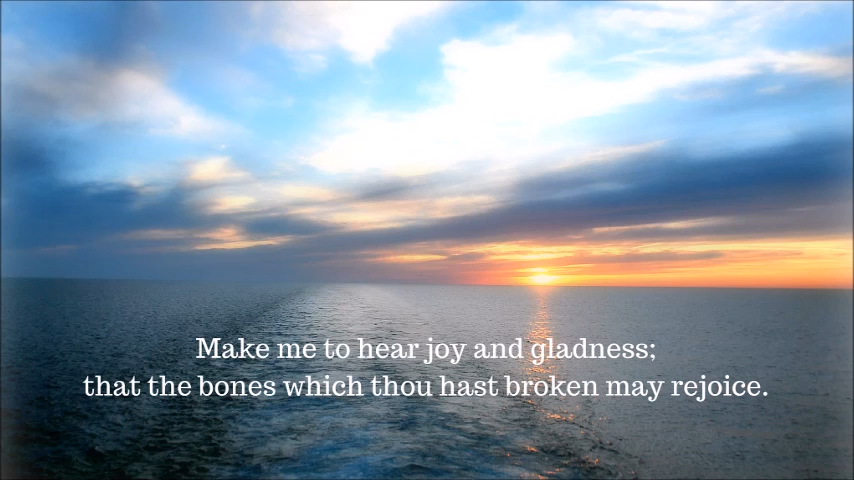 Make me to hear joy and gladness;
that the bones which thou hast broken may rejoice.